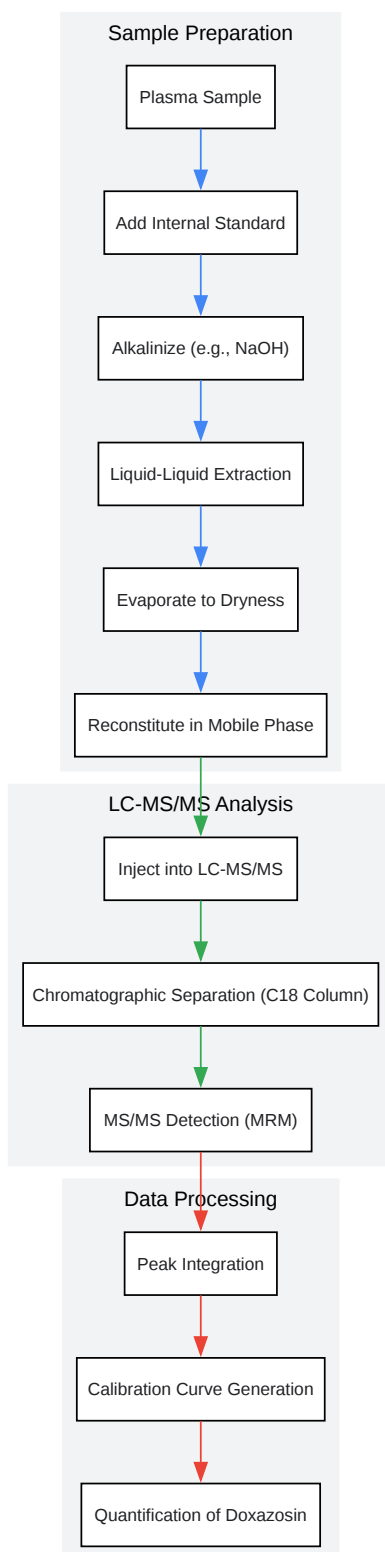 Sample Preparation
Plasma Sample
Add Internal Standard
Alkalinize (e.g., NaOH)
Liquid-Liquid Extraction
Evaporate to Dryness
Reconstitute in Mobile Phase
LC-MS/MS Analysis
Inject into LC-MS/MS
Chromatographic Separation (C18 Column)
MS/MS Detection (MRM)
Data Processing
Peak Integration
Calibration Curve Generation
Quantification of Doxazosin